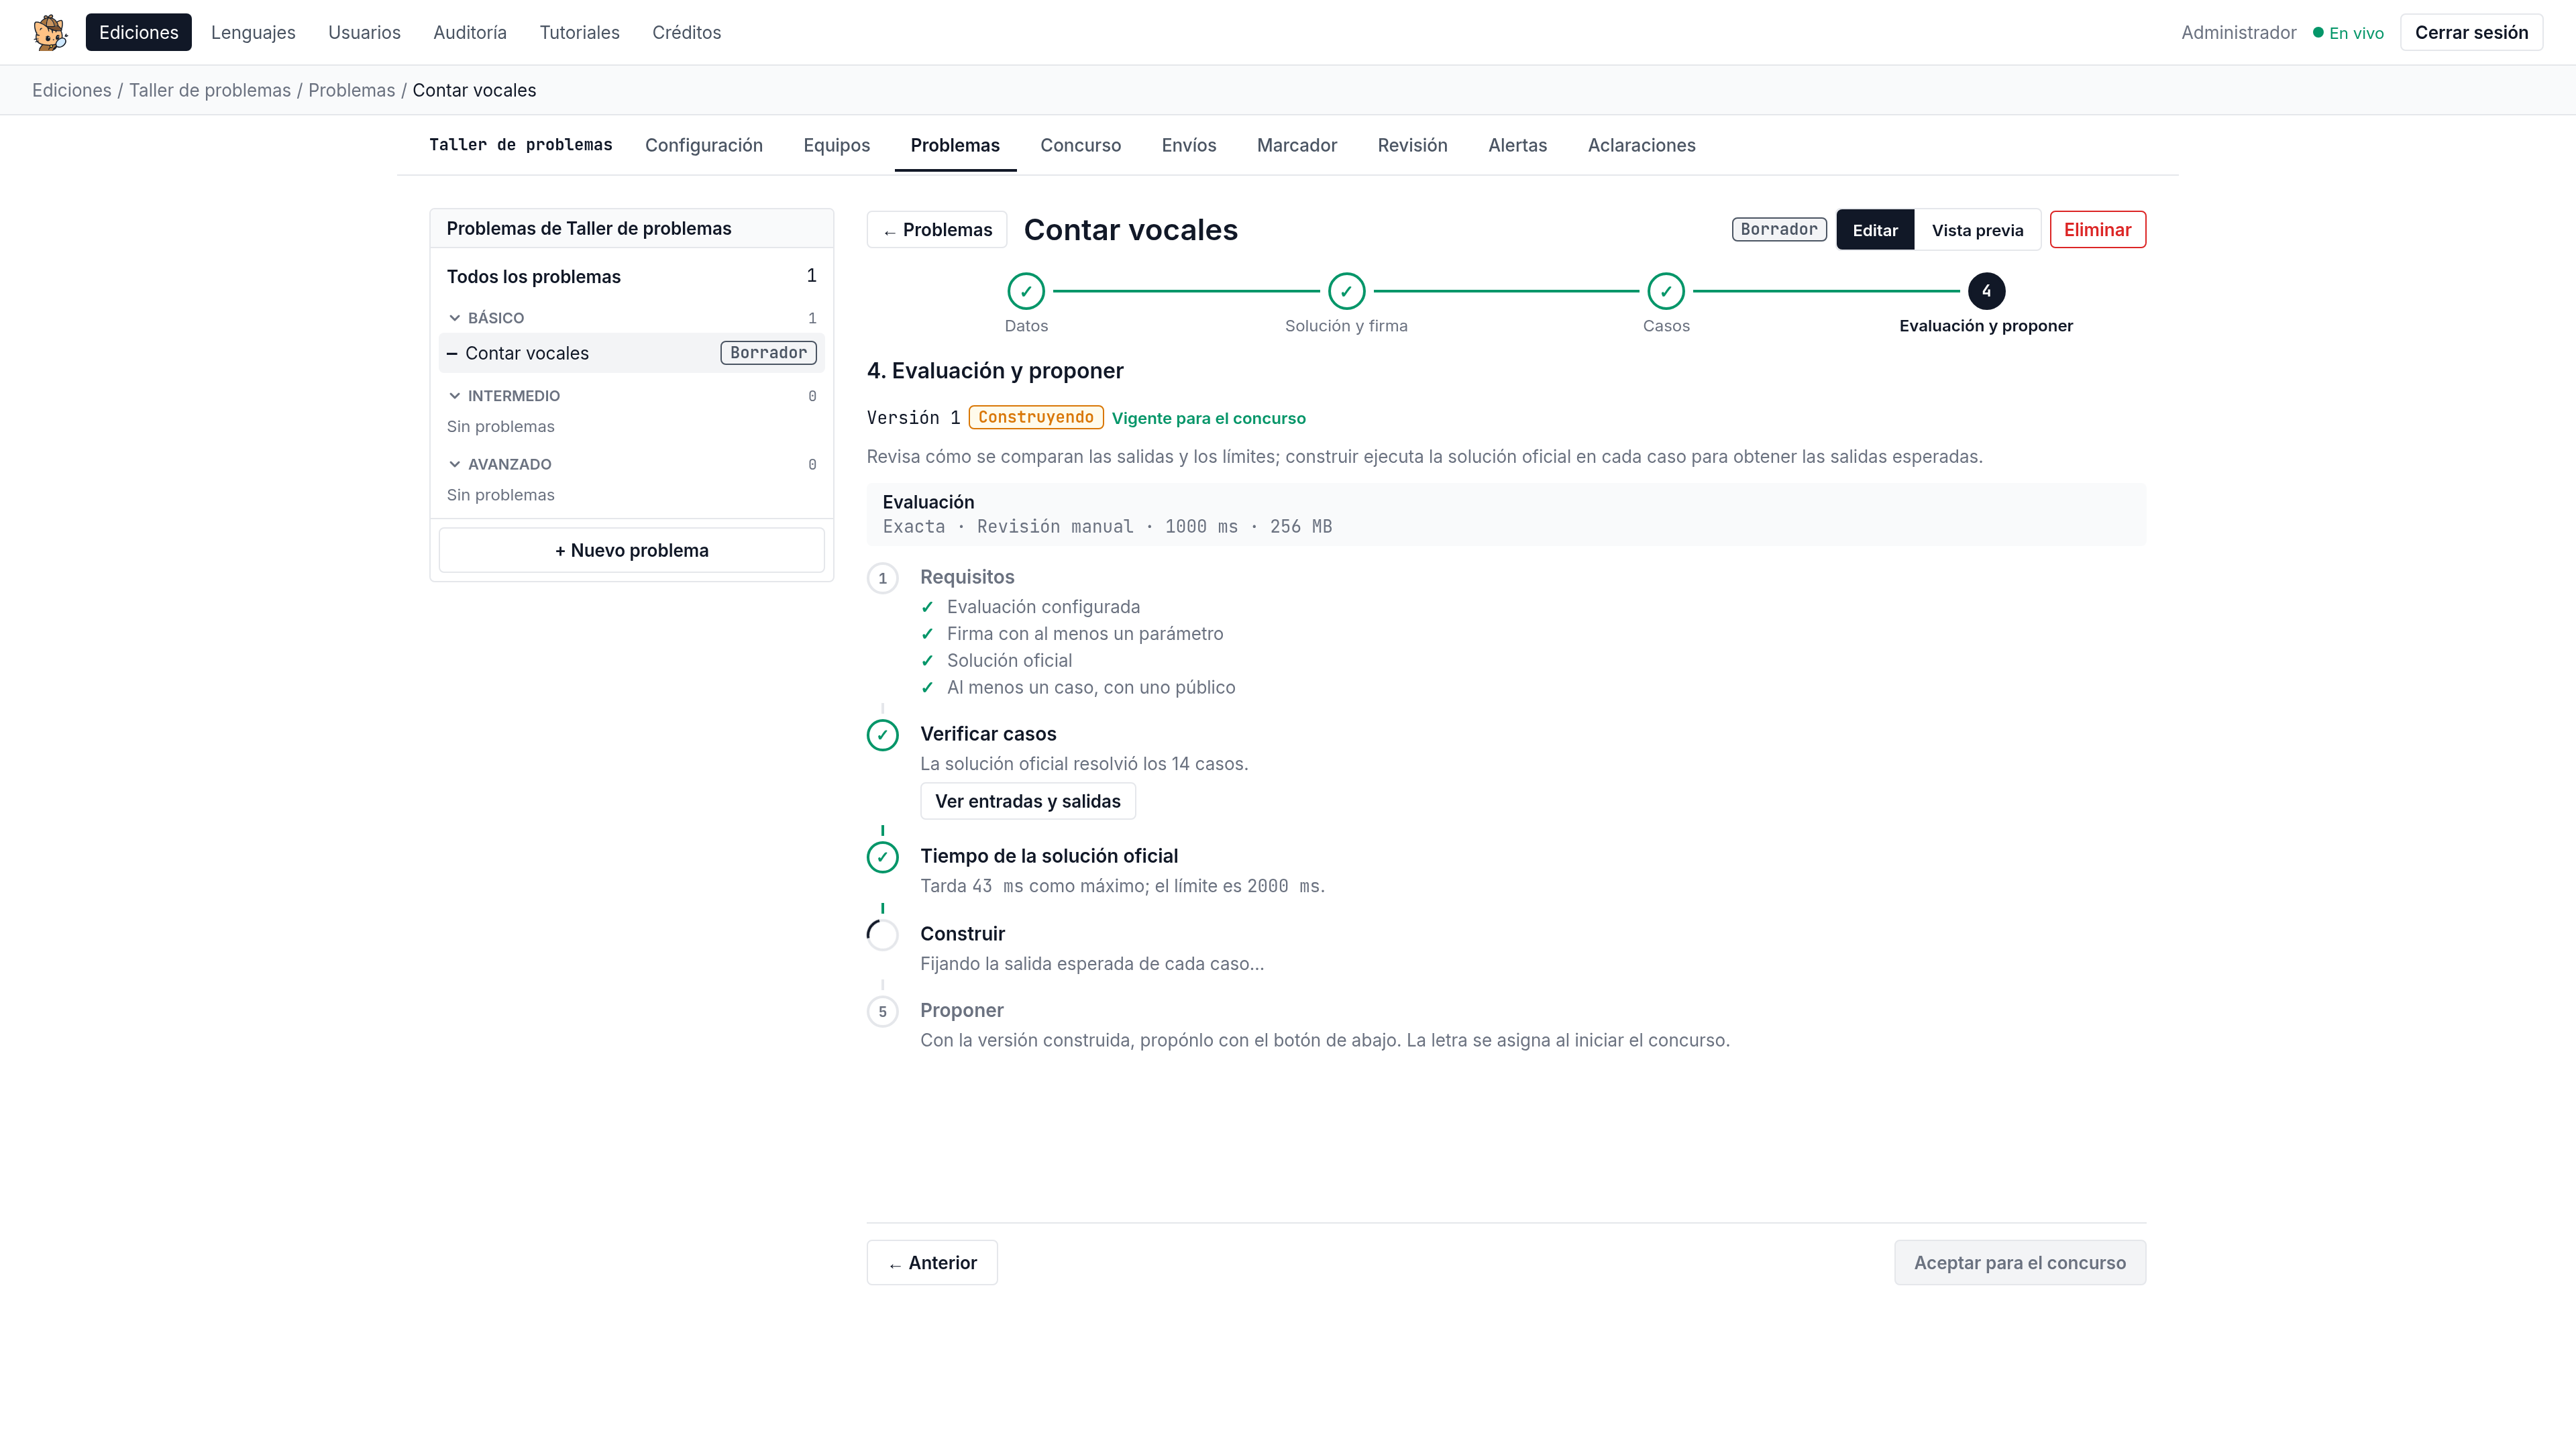 Ediciones Lenguajes Usuarios Auditoría Tutoriales Créditos Administrador En vivo Cerrar sesión
Ediciones / Taller de problemas / Problemas / Contar vocales
Taller de problemas Configuración Equipos Problemas Concurso Envíos Marcador Revisión Alertas Aclaraciones
Problemas de Taller de problemas
Todos los problemas 1
BÁSICO 1
– Contar vocales Borrador
INTERMEDIO 0
Sin problemas
AVANZADO 0
Sin problemas
+ Nuevo problema
← Problemas Contar vocales Borrador Editar Vista previa Eliminar
✓ ✓ ✓ 4
Datos Solución y firma Casos Evaluación y proponer
4. Evaluación y proponer
Versión 1 Construyendo Vigente para el concurso
Revisa cómo se comparan las salidas y los límites; construir ejecuta la solución oficial en cada caso para obtener las salidas esperadas.
Evaluación
Exacta · Revisión manual · 1000 ms · 256 MB
1 Requisitos
✓ Evaluación configurada
✓ Firma con al menos un parámetro
✓ Solución oficial
✓ Al menos un caso, con uno público
✓ Verificar casos
La solución oficial resolvió los 14 casos.
Ver entradas y salidas
✓ Tiempo de la solución oficial
Tarda 43 ms como máximo; el límite es 2000 ms.
Construir
Fijando la salida esperada de cada caso...
5 Proponer
Con la versión construida, propónlo con el botón de abajo. La letra se asigna al iniciar el concurso.
← Anterior Aceptar para el concurso